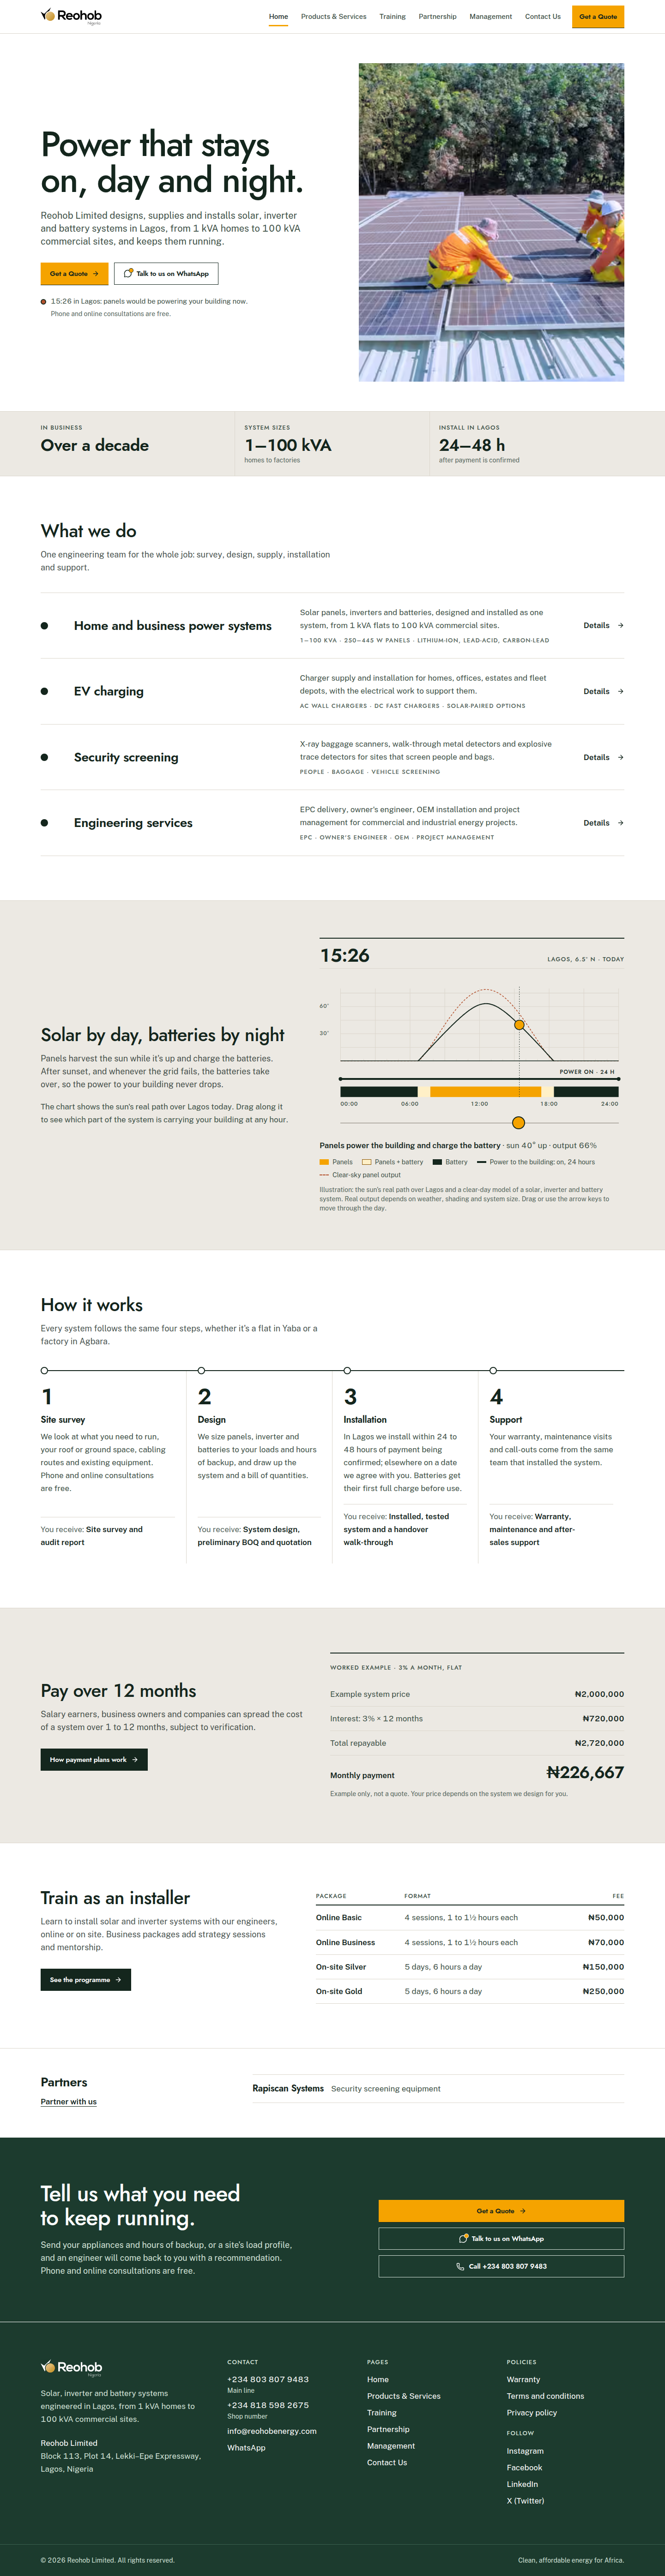 Reohob
Nigeria
Home
Products & Services
Training
Partnership
Management
Contact Us
Get a Quote
Power that stays
on, day and night.
Reohob Limited designs, supplies and installs solar, inverter
and battery systems in Lagos, from 1 kVA homes to 100 kVA
commercial sites, and keeps them running.
Get a Quote →
Talk to us on WhatsApp
15:26 in Lagos: panels would be powering your building now.
Phone and online consultations are free.
IN BUSINESS
Over a decade
SYSTEM SIZES
1–100 kVA
homes to factories
INSTALL IN LAGOS
24–48 h
after payment is confirmed
What we do
One engineering team for the whole job: survey, design, supply, installation
and support.
Home and business power systems
Solar panels, inverters and batteries, designed and installed as one
system, from 1 kVA flats to 100 kVA commercial sites.
1–100 KVA · 250–445 W PANELS · LITHIUM-ION, LEAD-ACID, CARBON-LEAD
Details →
EV charging
Charger supply and installation for homes, offices, estates and fleet
depots, with the electrical work to support them.
AC WALL CHARGERS · DC FAST CHARGERS · SOLAR-PAIRED OPTIONS
Details →
Security screening
X-ray baggage scanners, walk-through metal detectors and explosive
trace detectors for sites that screen people and bags.
PEOPLE · BAGGAGE · VEHICLE SCREENING
Details →
Engineering services
EPC delivery, owner's engineer, OEM installation and project
management for commercial and industrial energy projects.
EPC · OWNER'S ENGINEER · OEM · PROJECT MANAGEMENT
Details →
Solar by day, batteries by night
Panels harvest the sun while it's up and charge the batteries.
After sunset, and whenever the grid fails, the batteries take
over, so the power to your building never drops.
The chart shows the sun's real path over Lagos today. Drag along it
to see which part of the system is carrying your building at any hour.
15:26
LAGOS, 6.5° N · TODAY
60°
30°
POWER ON · 24 H
00:00
06:00
12:00
18:00
24:00
Panels power the building and charge the battery · sun 40° up · output 66%
Panels
Panels + battery
Battery
Power to the building: on, 24 hours
Clear-sky panel output
Illustration: the sun's real path over Lagos and a clear-day model of a solar, inverter and battery
system. Real output depends on weather, shading and system size. Drag or use the arrow keys to
move through the day.
How it works
Every system follows the same four steps, whether it's a flat in Yaba or a
factory in Agbara.
1
Site survey
We look at what you need to run,
your roof or ground space, cabling
routes and existing equipment.
Phone and online consultations
are free.
You receive: Site survey and
audit report
2
Design
We size panels, inverter and
batteries to your loads and hours
of backup, and draw up the
system and a bill of quantities.
You receive: System design,
preliminary BOQ and quotation
3
Installation
In Lagos we install within 24 to
48 hours of payment being
confirmed; elsewhere on a date
we agree with you. Batteries get
their first full charge before use.
You receive: Installed, tested
system and a handover
walk-through
4
Support
Your warranty, maintenance visits
and call-outs come from the same
team that installed the system.
You receive: Warranty,
maintenance and after-
sales support
Pay over 12 months
Salary earners, business owners and companies can spread the cost
of a system over 1 to 12 months, subject to verification.
How payment plans work →
WORKED EXAMPLE · 3% A MONTH, FLAT
Example system price
₦2,000,000
Interest: 3% × 12 months
₦720,000
Total repayable
₦2,720,000
Monthly payment
₦226,667
Example only, not a quote. Your price depends on the system we design for you.
Train as an installer
Learn to install solar and inverter systems with our engineers,
online or on site. Business packages add strategy sessions
and mentorship.
See the programme →
PACKAGE
FORMAT
FEE
Online Basic
4 sessions, 1 to 1½ hours each
₦50,000
Online Business
4 sessions, 1 to 1½ hours each
₦70,000
On-site Silver
5 days, 6 hours a day
₦150,000
On-site Gold
5 days, 6 hours a day
₦250,000
Partners
Partner with us
Rapiscan Systems
Security screening equipment
Tell us what you need
to keep running.
Send your appliances and hours of backup, or a site's load profile,
and an engineer will come back to you with a recommendation.
Phone and online consultations are free.
Get a Quote →
Talk to us on WhatsApp
Call +234 803 807 9483
Reohob
Nigeria
Solar, inverter and battery systems
engineered in Lagos, from 1 kVA homes to
100 kVA commercial sites.
Reohob Limited
Block 113, Plot 14, Lekki–Epe Expressway,
Lagos, Nigeria
CONTACT
+234 803 807 9483
Main line
+234 818 598 2675
Shop number
info@reohobenergy.com
WhatsApp
PAGES
Home
Products & Services
Training
Partnership
Management
Contact Us
POLICIES
Warranty
Terms and conditions
Privacy policy
FOLLOW
Instagram
Facebook
LinkedIn
X (Twitter)
© 2026 Reohob Limited. All rights reserved.
Clean, affordable energy for Africa.